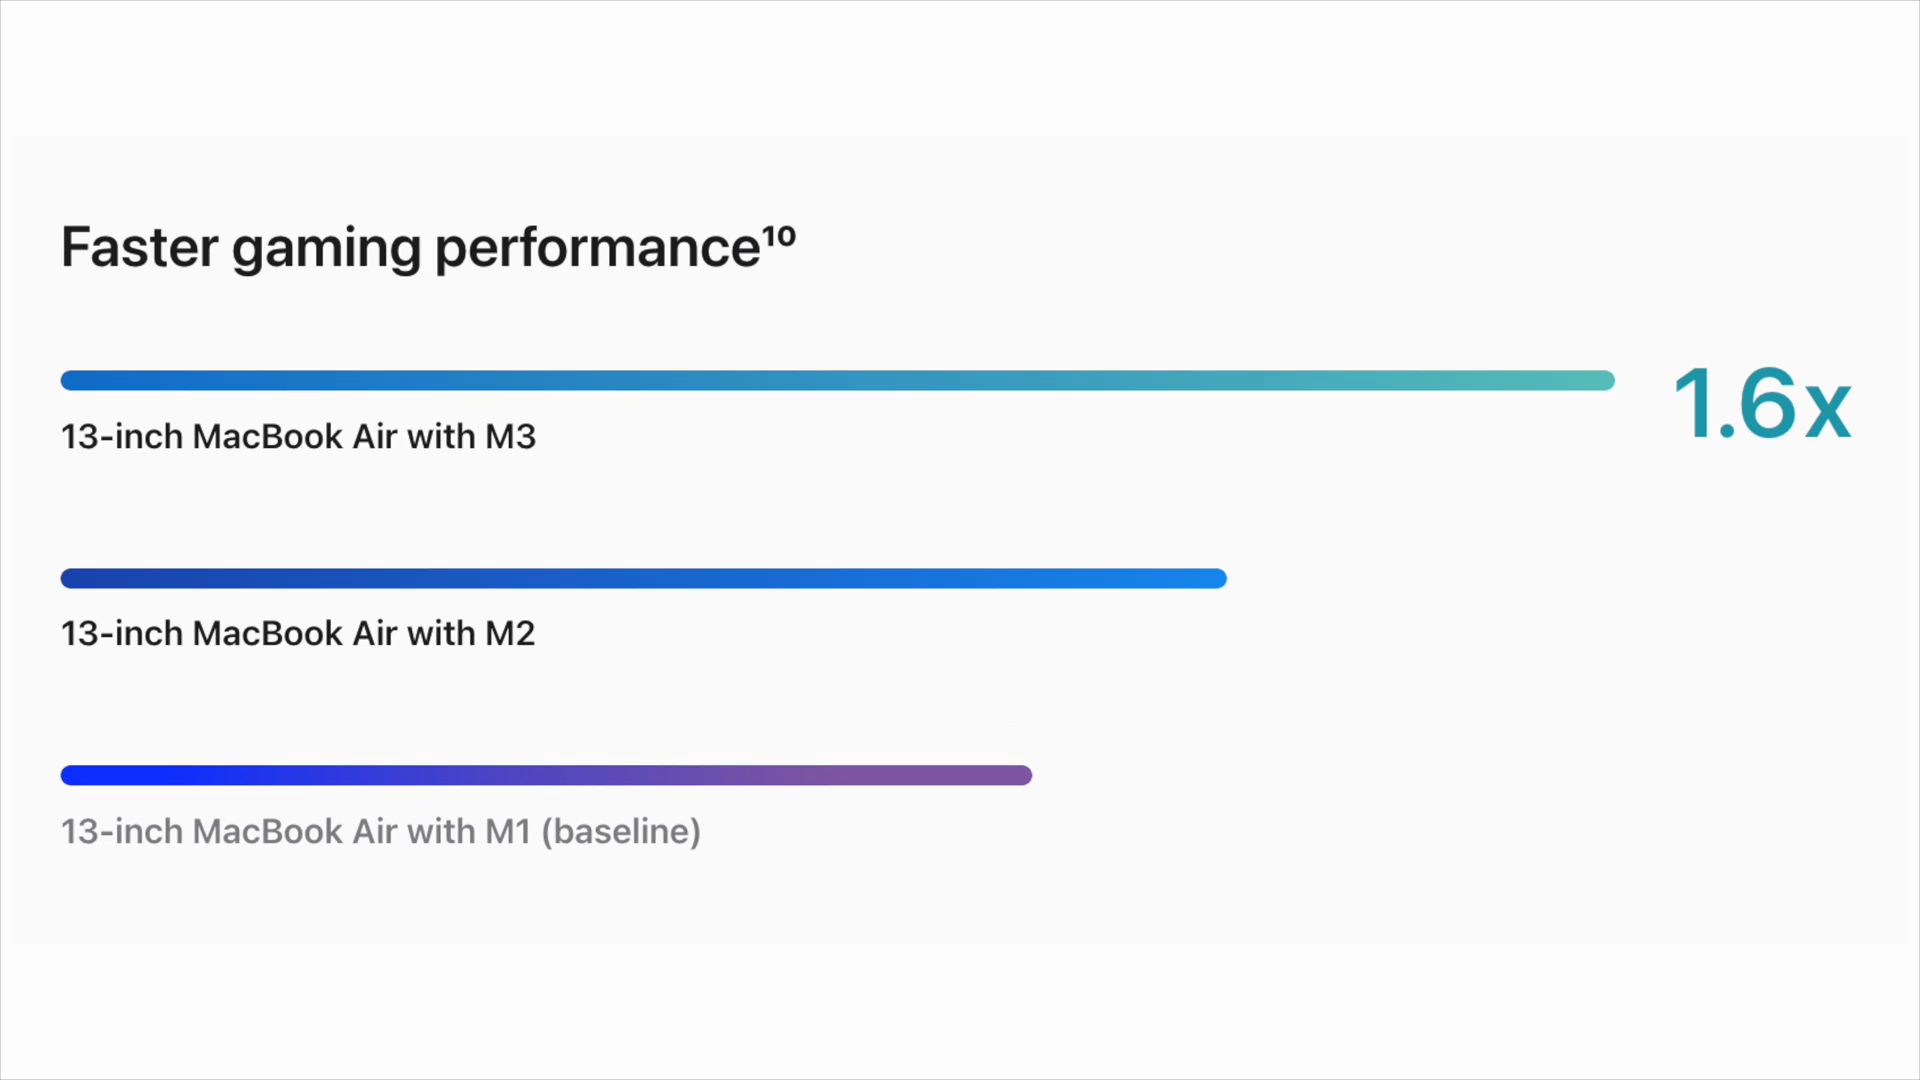 Faster gaming performance¹⁰
1.6x
13-inch MacBook Air with M3
13-inch MacBook Air with M2
13-inch MacBook Air with M1 (baseline)